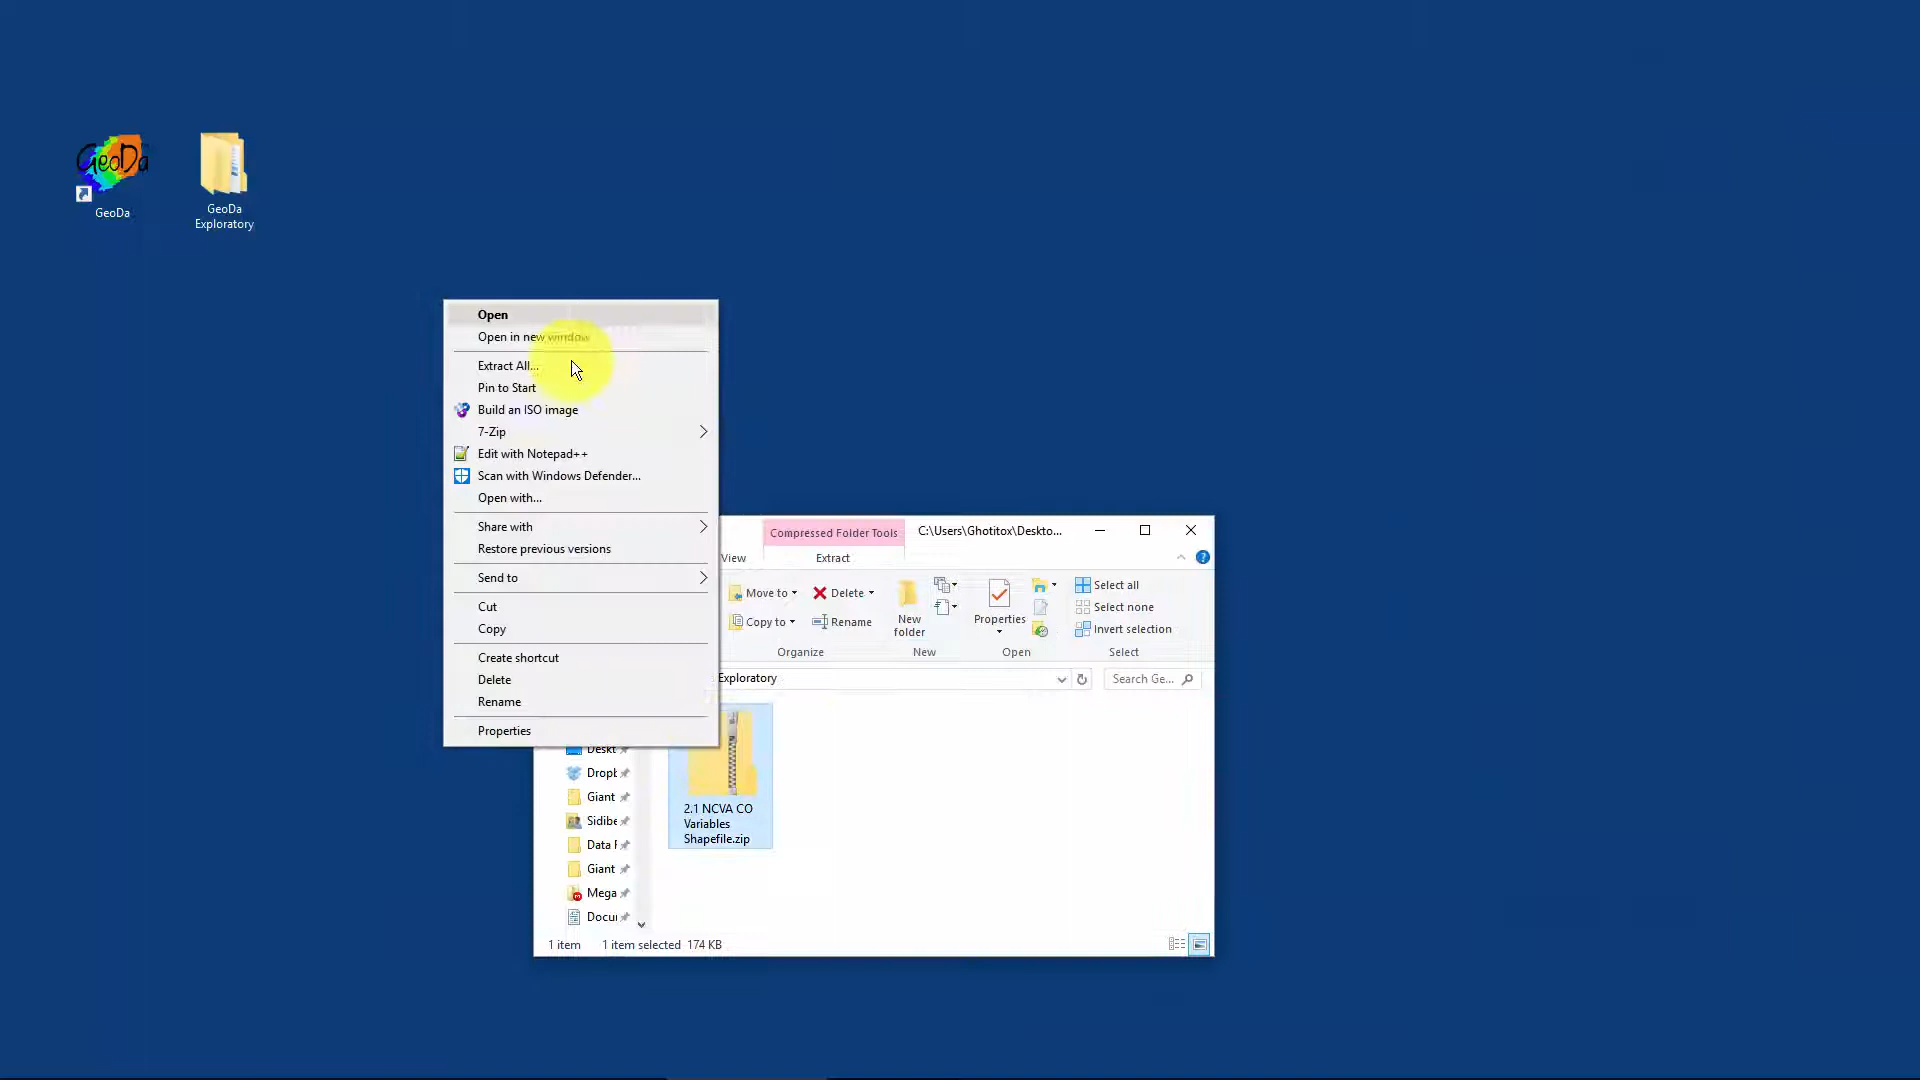 GeoDa
GeoDa
GeoDa
Exploratory
Open
Open in new window
Extract All...
Pin to Start
Build an ISO image
7-Zip
Edit with Notepad++
Scan with Windows Defender...
Open with...
Share with
Restore previous versions
Send to
Cut
Copy
Create shortcut
Delete
Rename
Properties
Compressed Folder Tools
C:\Users\Ghotitox\Deskto...
View
Extract
Move to
Copy to
Delete
Rename
New
folder
Properties
Select all
Select none
Invert selection
Organize
New
Open
Select
Exploratory
Search Ge...
Deskt
Dropb
Giant
Sidibe
Data
Giant
Mega
Docu
2.1 NCVA CO
Variables
Shapefile.zip
1 item
1 item selected 174 KB